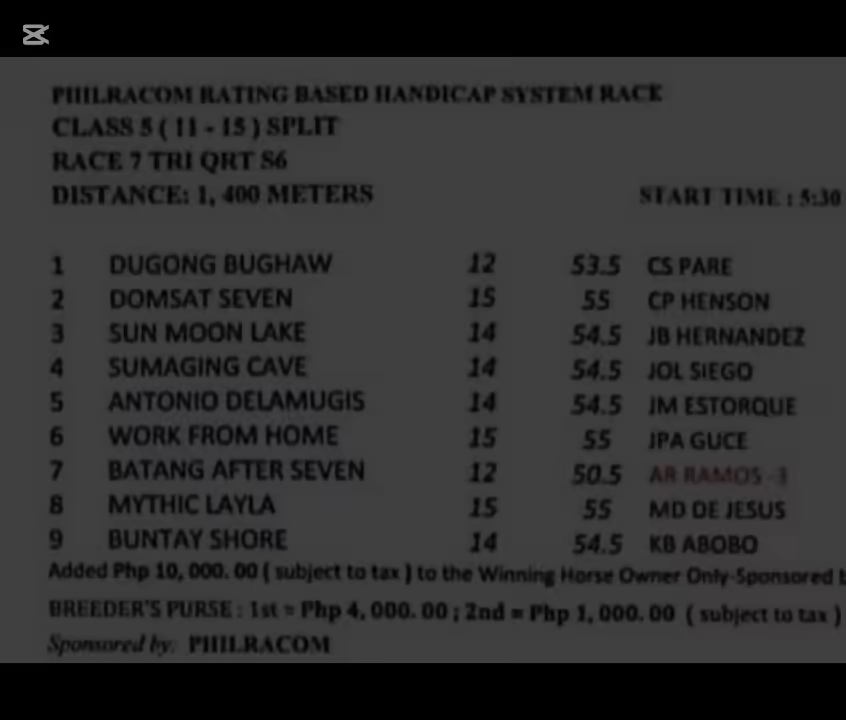 PHILRACOM RATING BASED HANDICAP SYSTEM RACE
CLASS 5 ( 11 - 15 ) SPLIT
RACE 7 TRI QRT S6
DISTANCE: 1, 400 METERS START TIME : 5:30
1 DUGONG BUGHAW 12 53.5 CS PARE
2 DOMSAT SEVEN 15 55 CP HENSON
3 SUN MOON LAKE 14 54.5 JB HERNANDEZ
4 SUMAGING CAVE 14 54.5 JOL SIEGO
5 ANTONIO DELAMUGIS 14 54.5 JM ESTORQUE
6 WORK FROM HOME 15 55 JPA GUCE
7 BATANG AFTER SEVEN 12 50.5 AR RAMOS -3
8 MYTHIC LAYLA 15 55 MD DE JESUS
9 BUNTAY SHORE 14 54.5 KB ABOBO
Added Php 10, 000. 00 ( subject to tax ) to the Winning Horse Owner Only-Sponsored
BREEDER'S PURSE : 1st = Php 4, 000. 00 ; 2nd = Php 1, 000. 00 ( subject to tax )
Sponsored by: PHILRACOM